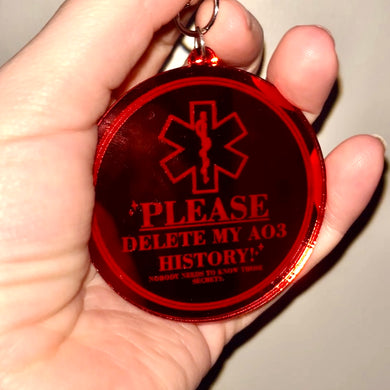 PLEASE
DELETE MY AO3
HISTORY!
NOBODY NEEDS TO KNOW THOSE
SECRETS.